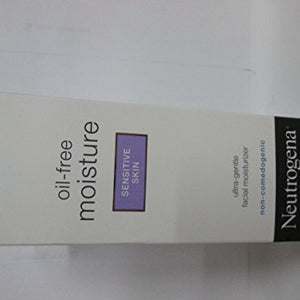 oil-free
moisture
SENSITIVE
SKIN
ultra-gentle
facial moisturizer
non-comedogenic
Neutrogena